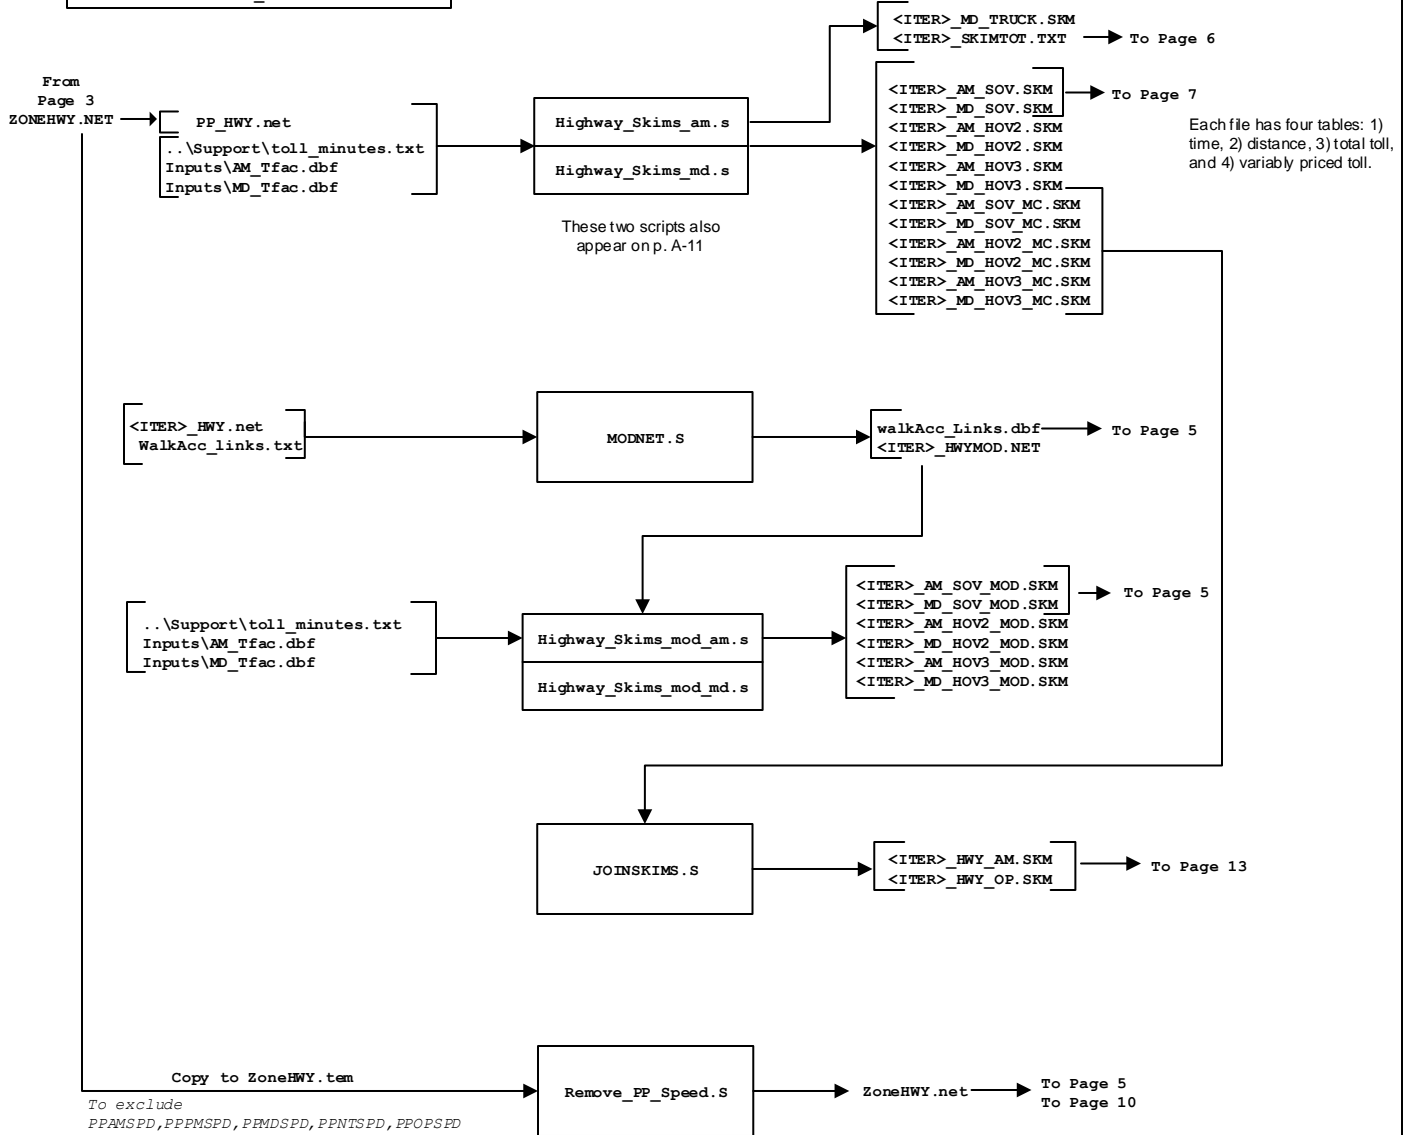 <ITER>_MD_TRUCK.SKM
<ITER>_SKIMTOT.TXT
To Page 6
From
Page 3
ZONEHWY.NET
PP_HWY.net
..\Support\toll_minutes.txt
Inputs\AM_Tfac.dbf
Inputs\MD_Tfac.dbf
Highway_Skims_am.s
Highway_Skims_md.s
These two scripts also
appear on p. A-11
<ITER>_AM_SOV.SKM
<ITER>_MD_SOV.SKM
<ITER>_AM_HOV2.SKM
<ITER>_MD_HOV2.SKM
<ITER>_AM_HOV3.SKM
<ITER>_MD_HOV3.SKM
<ITER>_AM_SOV_MC.SKM
<ITER>_MD_SOV_MC.SKM
<ITER>_AM_HOV2_MC.SKM
<ITER>_MD_HOV2_MC.SKM
<ITER>_AM_HOV3_MC.SKM
<ITER>_MD_HOV3_MC.SKM
To Page 7
Each file has four tables: 1)
time, 2) distance, 3) total toll,
and 4) variably priced toll.
<ITER>_HWY.net
WalkAcc_links.txt
MODNET.S
walkAcc_Links.dbf
<ITER>_HWYMOD.NET
To Page 5
..\Support\toll_minutes.txt
Inputs\AM_Tfac.dbf
Inputs\MD_Tfac.dbf
Highway_Skims_mod_am.s
Highway_Skims_mod_md.s
<ITER>_AM_SOV_MOD.SKM
<ITER>_MD_SOV_MOD.SKM
<ITER>_AM_HOV2_MOD.SKM
<ITER>_MD_HOV2_MOD.SKM
<ITER>_AM_HOV3_MOD.SKM
<ITER>_MD_HOV3_MOD.SKM
To Page 5
JOINSKIMS.S
<ITER>_HWY_AM.SKM
<ITER>_HWY_OP.SKM
To Page 13
Copy to ZoneHWY.tem
To exclude
PPAMSPD,PPPMSPD,PPMDSPD,PPNTSPD,PPOPSPD
Remove_PP_Speed.S
ZoneHWY.net
To Page 5
To Page 10